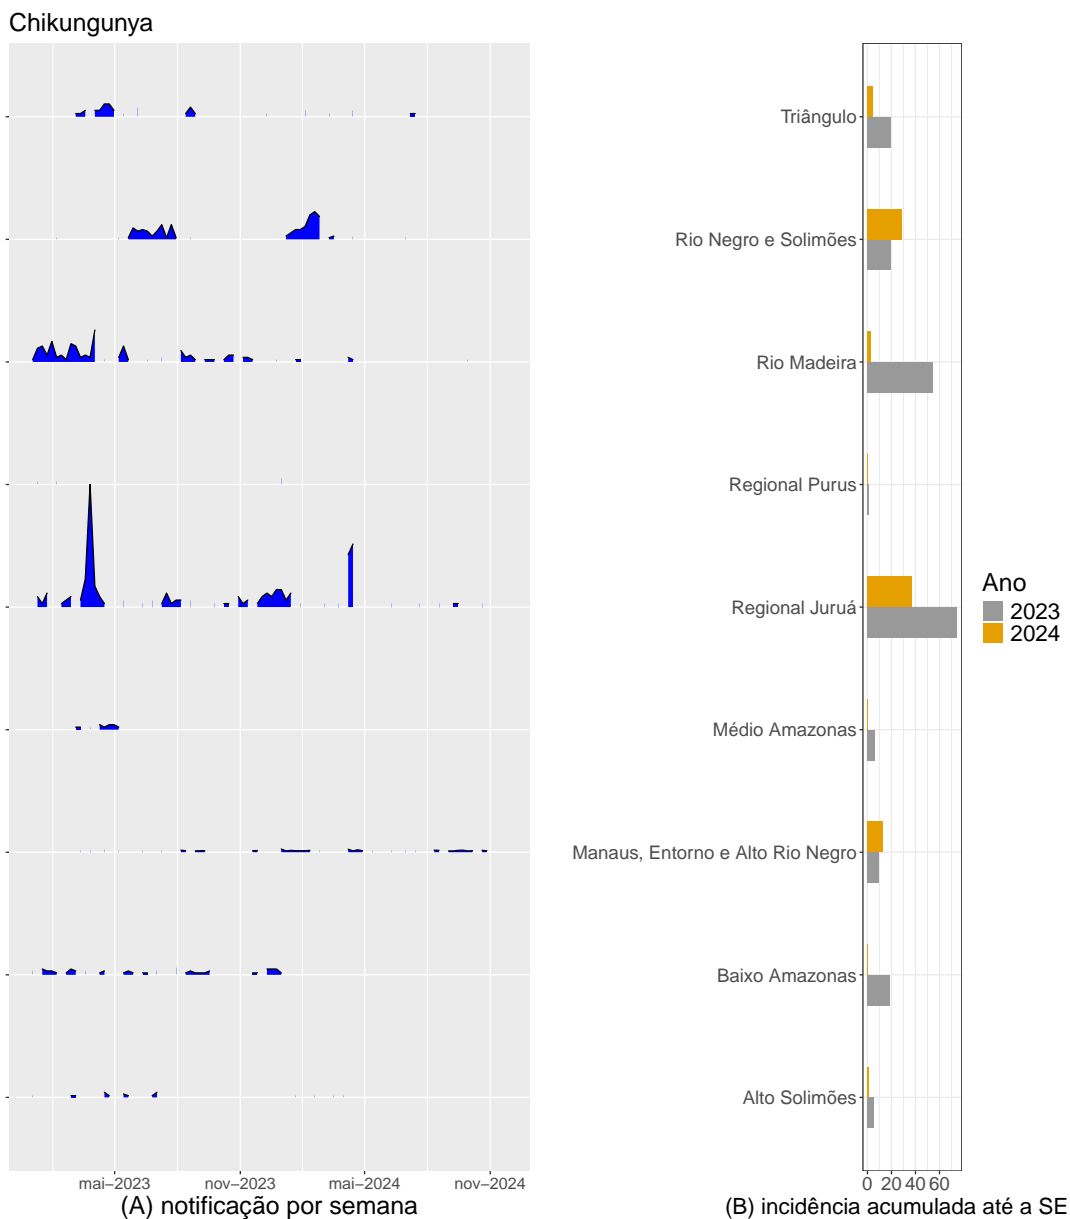 Chikungunya
Triângulo
Rio Negro e Solimões
Rio Madeira
Regional Purus
Regional Juruá
Médio Amazonas
Manaus, Entorno e Alto Rio Negro
Baixo Amazonas
Alto Solimões
Ano
2023
2024
mai–2023 nov–2023 mai–2024 nov–2024
0 20 40 60
(A) notificação por semana
(B) incidência acumulada até a SE